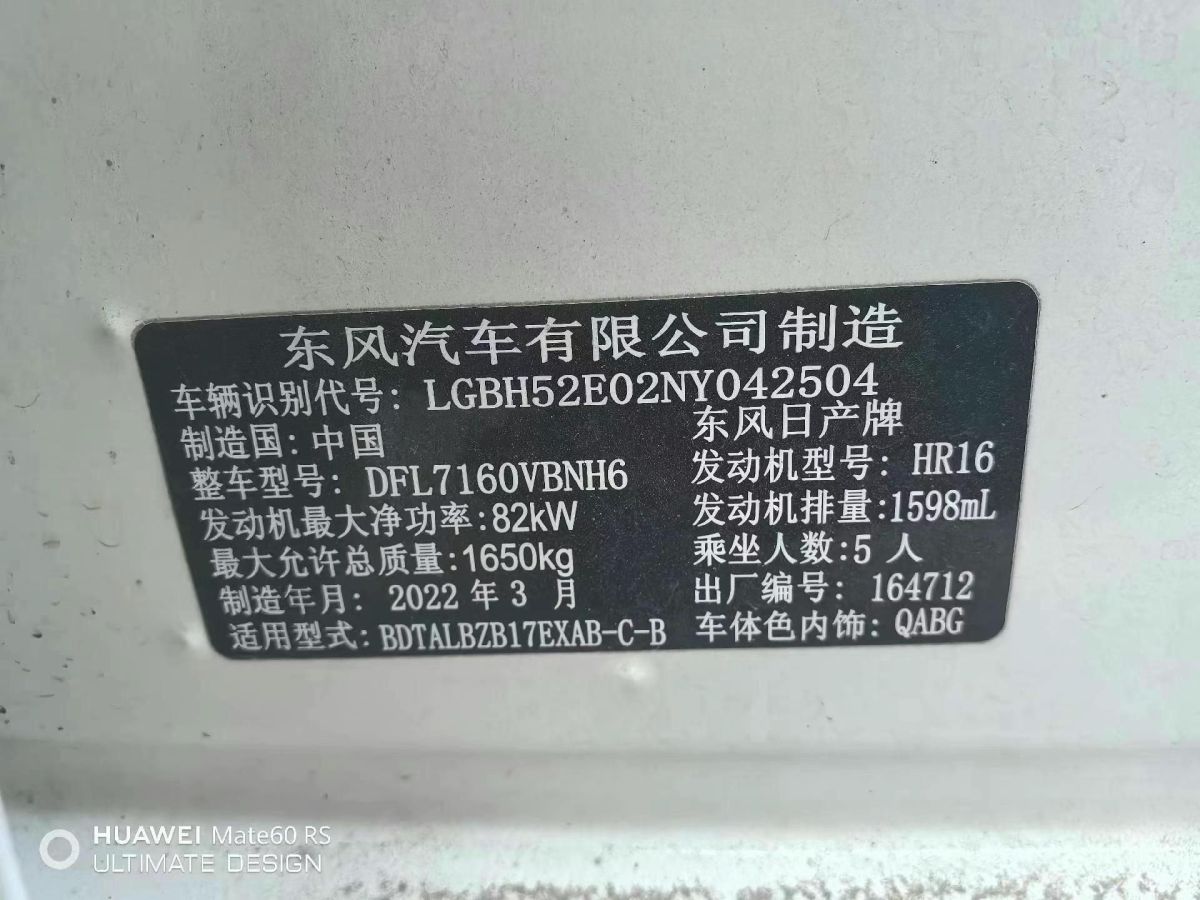 东风汽车有限公司制造
车辆识别代号: LGBH52E02NY042504
制造国: 中国 东风日产牌
整车型号: DFL7160VBNH6 发动机型号: HR16
发动机最大净功率:82kW 发动机排量:1598mL
最大允许总质量:1650kg 乘坐人数:5 人
制造年月: 2022 年 3 月 出厂编号: 164712
适用型式: BDTALBZB17EXAB-C-B 车体色内饰: QABG
HUAWEI Mate60 RS
ULTIMATE DESIGN